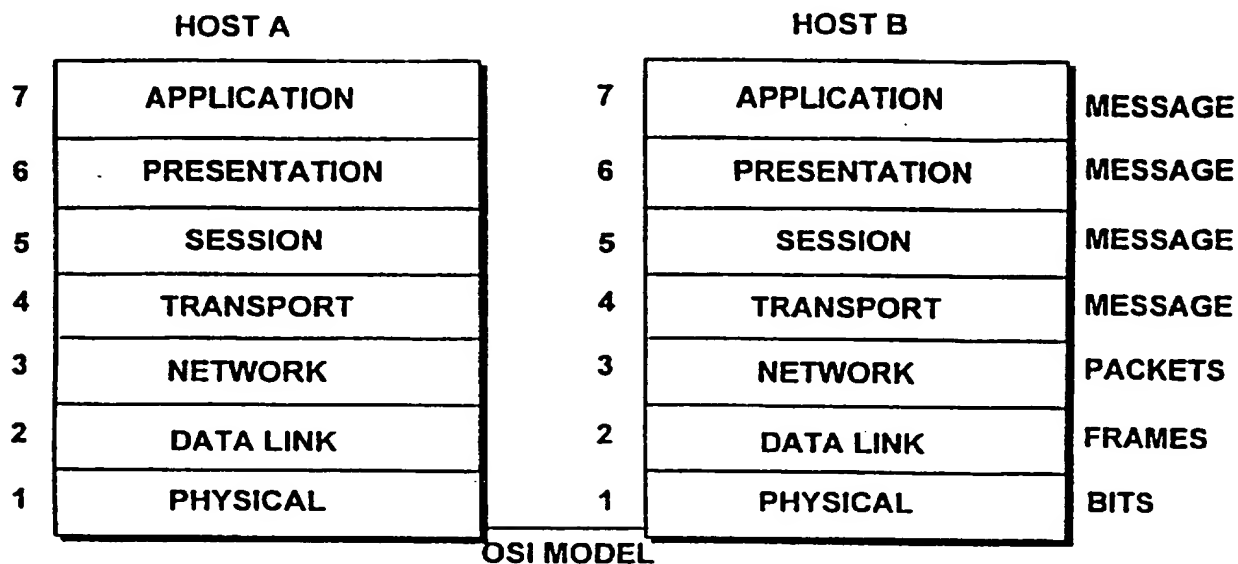 HOST A HOST B
7 APPLICATION 7 APPLICATION MESSAGE
6 PRESENTATION 6 PRESENTATION MESSAGE
5 SESSION 5 SESSION MESSAGE
4 TRANSPORT 4 TRANSPORT MESSAGE
3 NETWORK 3 NETWORK PACKETS
2 DATA LINK 2 DATA LINK FRAMES
1 PHYSICAL 1 PHYSICAL BITS
OSI MODEL